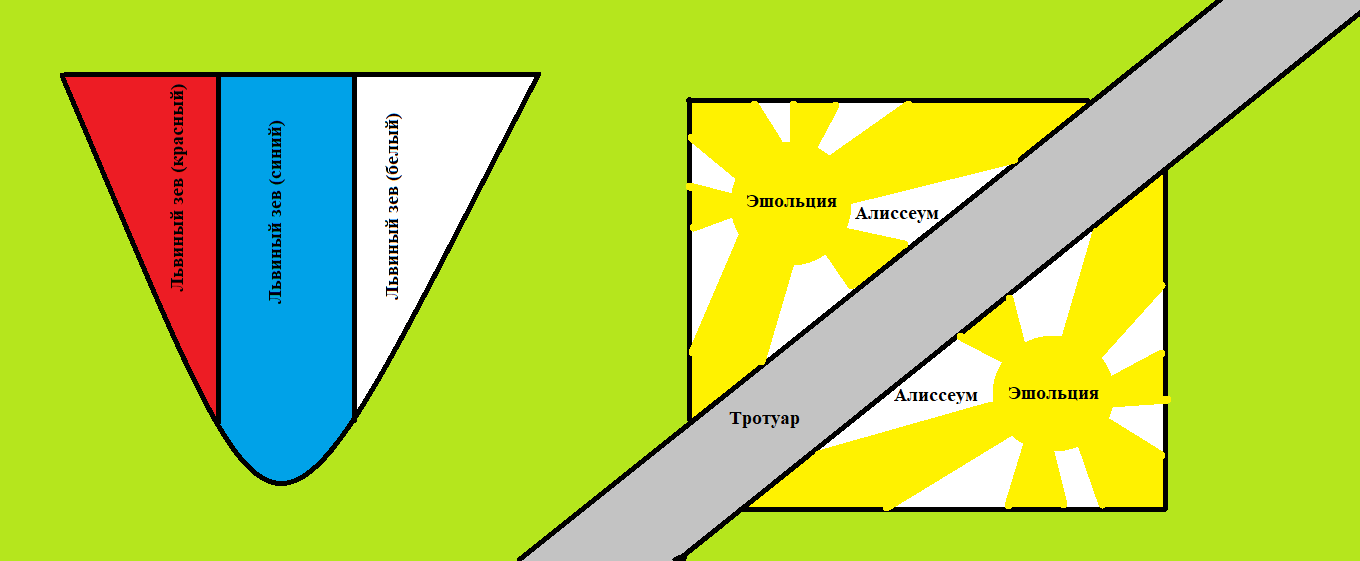 Львиный зев (красный)
Львиный зев (синий)
Львиный зев (белый)
Эшольция
Алиссеум
Тротуар
Алиссеум
Эшольция